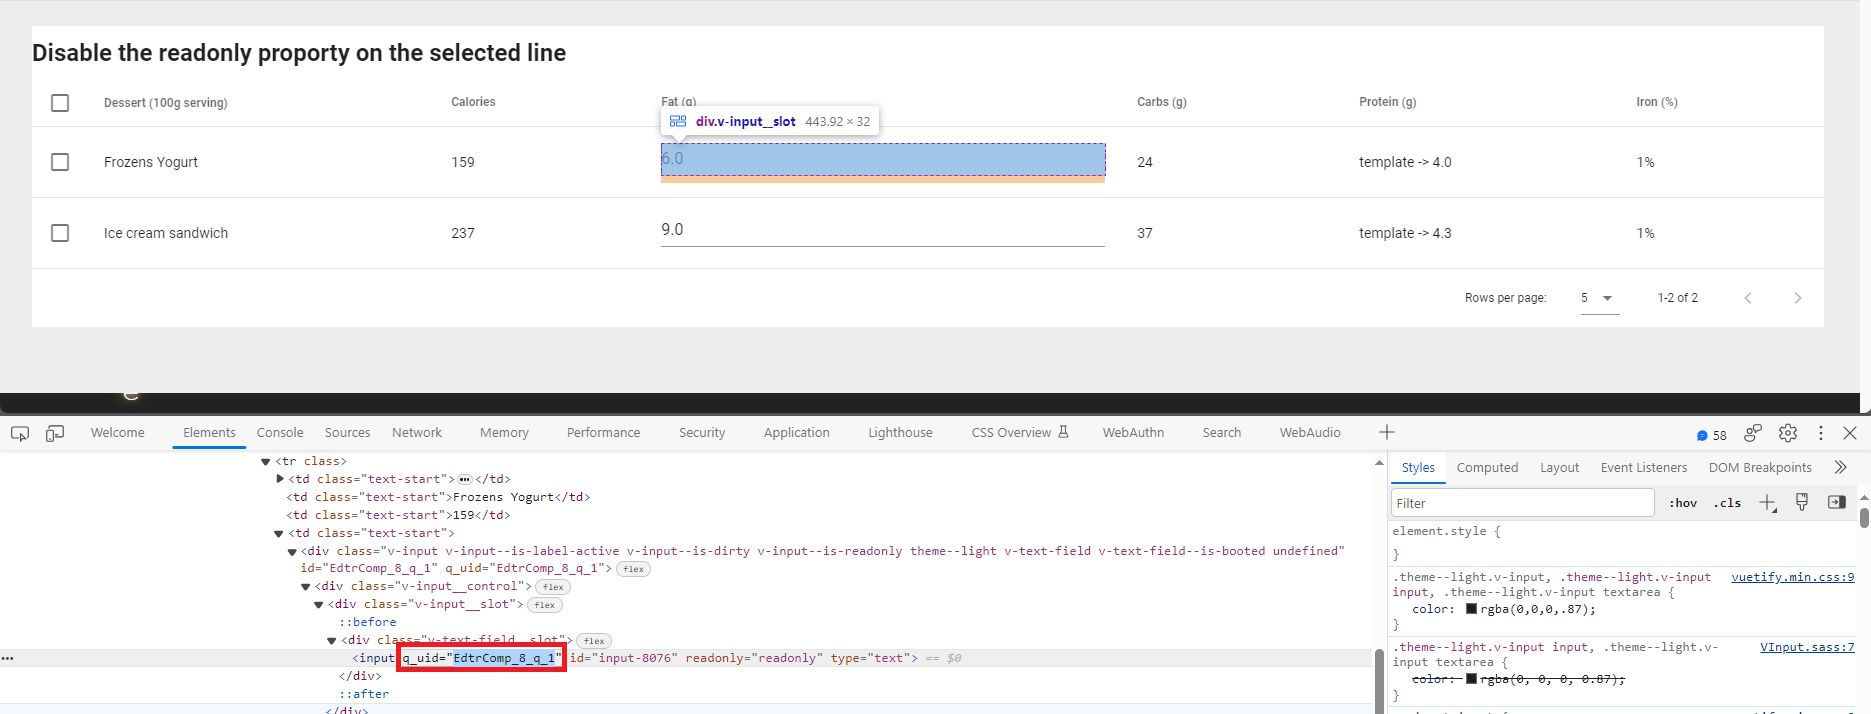 Disable the readonly proporty on the selected line
Dessert (100g serving) Calories Fat (g) Carbs (g) Protein (g) Iron (%)
div.v-input__slot 443.92 × 32
Frozens Yogurt 159 6.0 24 template -> 4.0 1%
Ice cream sandwich 237 9.0 37 template -> 4.3 1%
Rows per page: 5 1-2 of 2
Welcome Elements Console Sources Network Memory Performance Security Application Lighthouse CSS Overview WebAuthn Search WebAudio 58
<tr class>
<td class="text-start"> ••• </td>
<td class="text-start">Frozens Yogurt</td>
<td class="text-start">159</td>
<td class="text-start">
<div class="v-input v-input--is-label-active v-input--is-dirty v-input--is-readonly theme--light v-text-field v-text-field--is-booted undefined"
id="EdtrComp_8_q_1" q_uid="EdtrComp_8_q_1"> flex
<div class="v-input__control"> flex
<div class="v-input__slot"> flex
::before
<div class="v-text-field__slot"> flex
••• <input q_uid="EdtrComp_8_q_1" id="input-8076" readonly="readonly" type="text"> == $0
</div>
::after
</div>
Styles Computed Layout Event Listeners DOM Breakpoints
Filter :hov .cls
element.style {
}
.theme--light.v-input, .theme--light.v-input vuetify.min.css:9
input, .theme--light.v-input textarea {
color: rgba(0,0,0,.87);
}
.theme--light.v-input input, .theme--light.v- VInput.sass:7
input textarea {
color: rgba(0, 0, 0, 0.87);
}